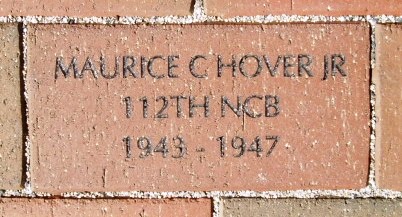 MAURICE C HOVER JR
112TH NCB
1943 - 1947